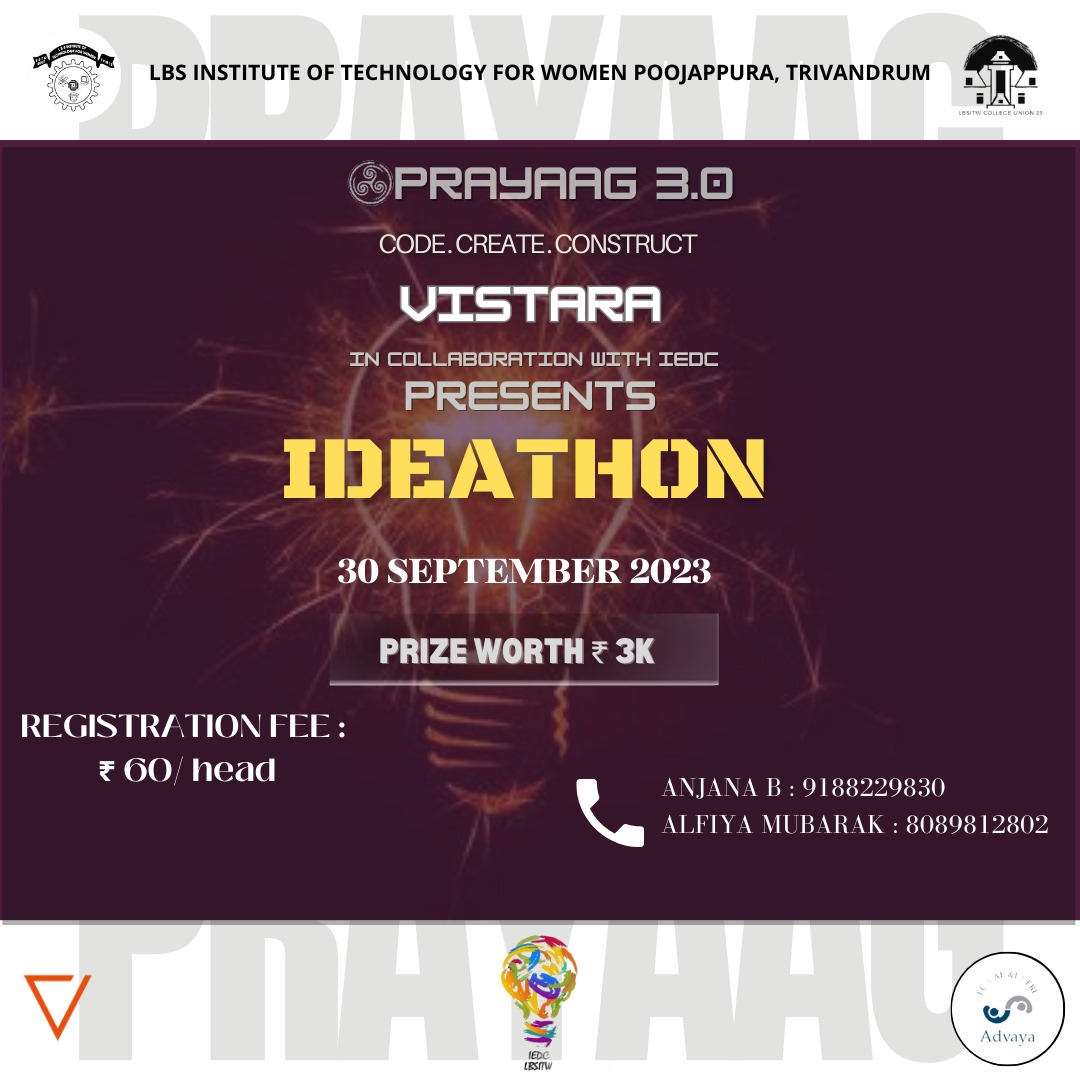 LBS INSTITUTE OF TECHNOLOGY FOR WOMEN POOJAPPURA, TRIVANDRUM
LBSITW COLLEGE UNION 23
PRAYAAG
PRAYAAG 3.0
CODE.CREATE.CONSTRUCT
VISTARA
IN COLLABORATION WITH IEDC
PRESENTS
IDEATHON
30 SEPTEMBER 2023
PRIZE WORTH ₹ 3K
REGISTRATION FEE :
₹ 60/ head
ANJANA B : 9188229830
ALFIYA MUBARAK : 8089812802
PRAYAAG
IEDC
LBSITW
Advaya